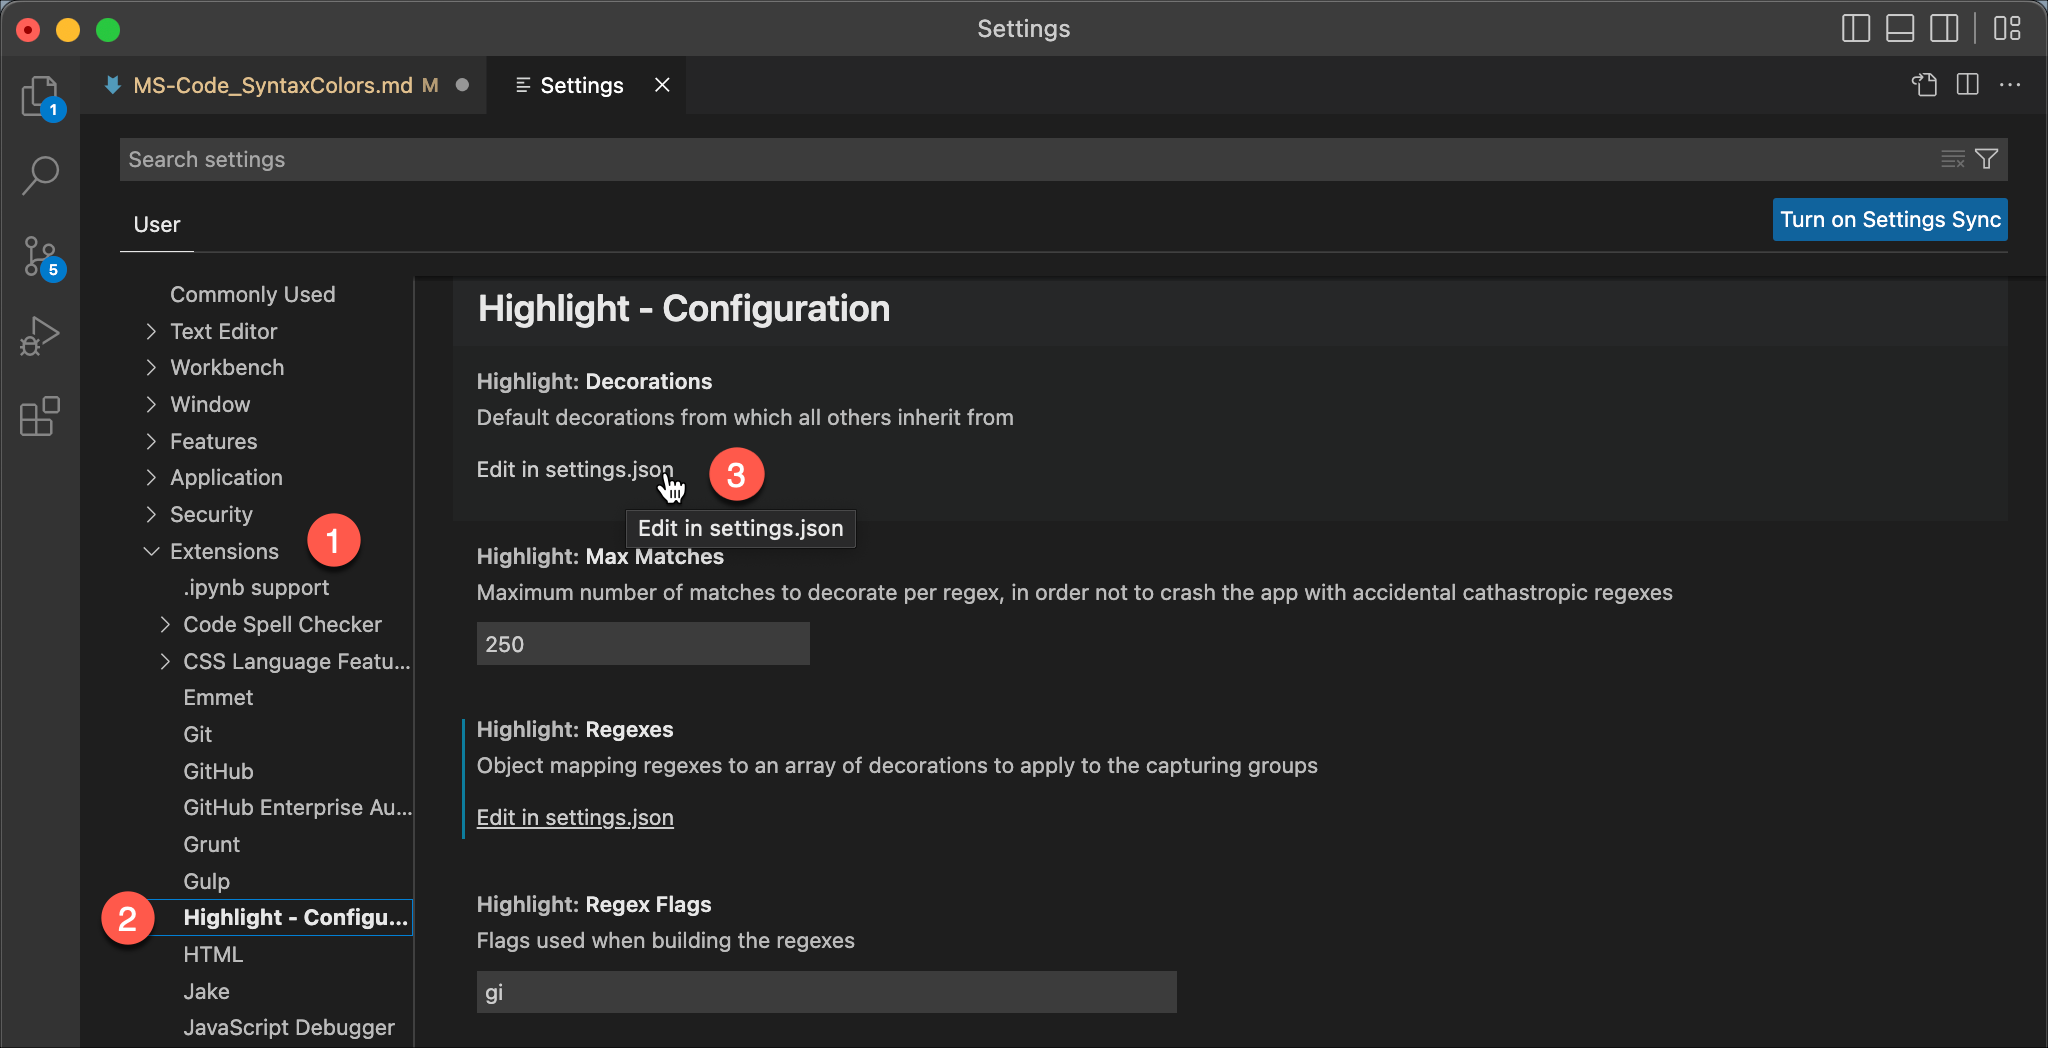 Settings
MS-Code_SyntaxColors.md M
Settings
1
Search settings
User
Turn on Settings Sync
5
Commonly Used
Text Editor
Workbench
Window
Features
Application
Security
Extensions
1
.ipynb support
Code Spell Checker
CSS Language Featu...
Emmet
Git
GitHub
GitHub Enterprise Au...
Grunt
Gulp
2
Highlight - Configu...
HTML
Jake
JavaScript Debugger
Highlight - Configuration
Highlight: Decorations
Default decorations from which all others inherit from
Edit in settings.json
3
Edit in settings.json
Highlight: Max Matches
Maximum number of matches to decorate per regex, in order not to crash the app with accidental cathastropic regexes
250
Highlight: Regexes
Object mapping regexes to an array of decorations to apply to the capturing groups
Edit in settings.json
Highlight: Regex Flags
Flags used when building the regexes
gi